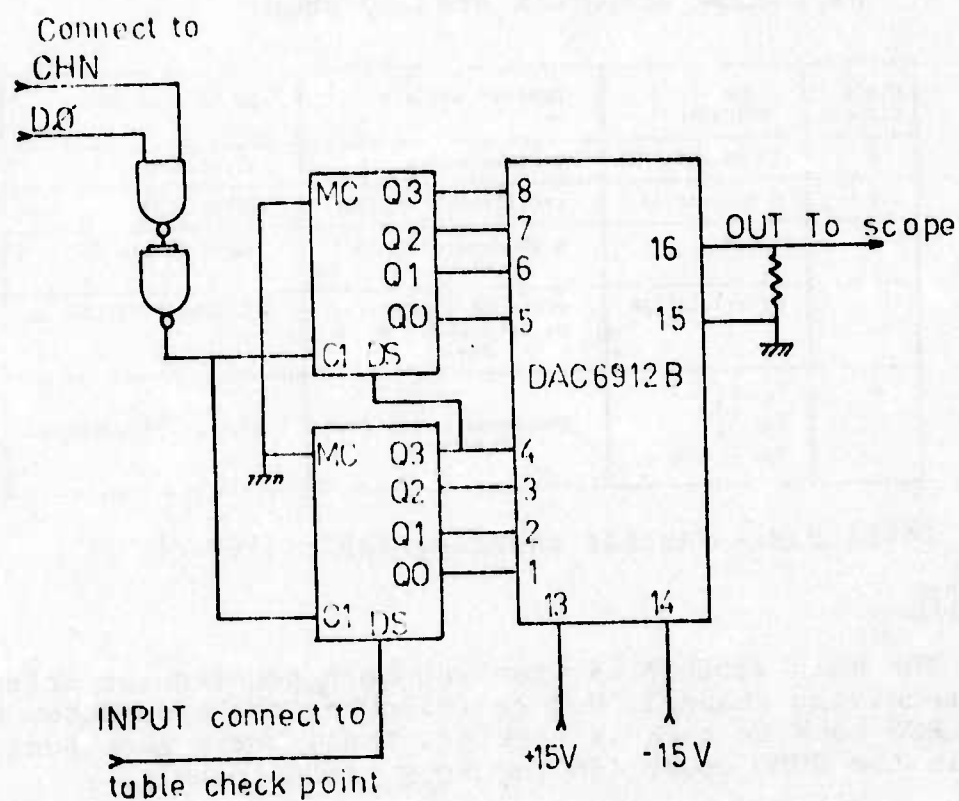 Connect to
CHN
DØ
MC Q3
Q2
Q1
Q0
C1 DS
MC Q3
Q2
Q1
Q0
C1 DS
8
7
6
5
4
3
2
1
16
15
DAC6912B
13 14
OUT To scope
+15V -15V
INPUT connect to
table check point